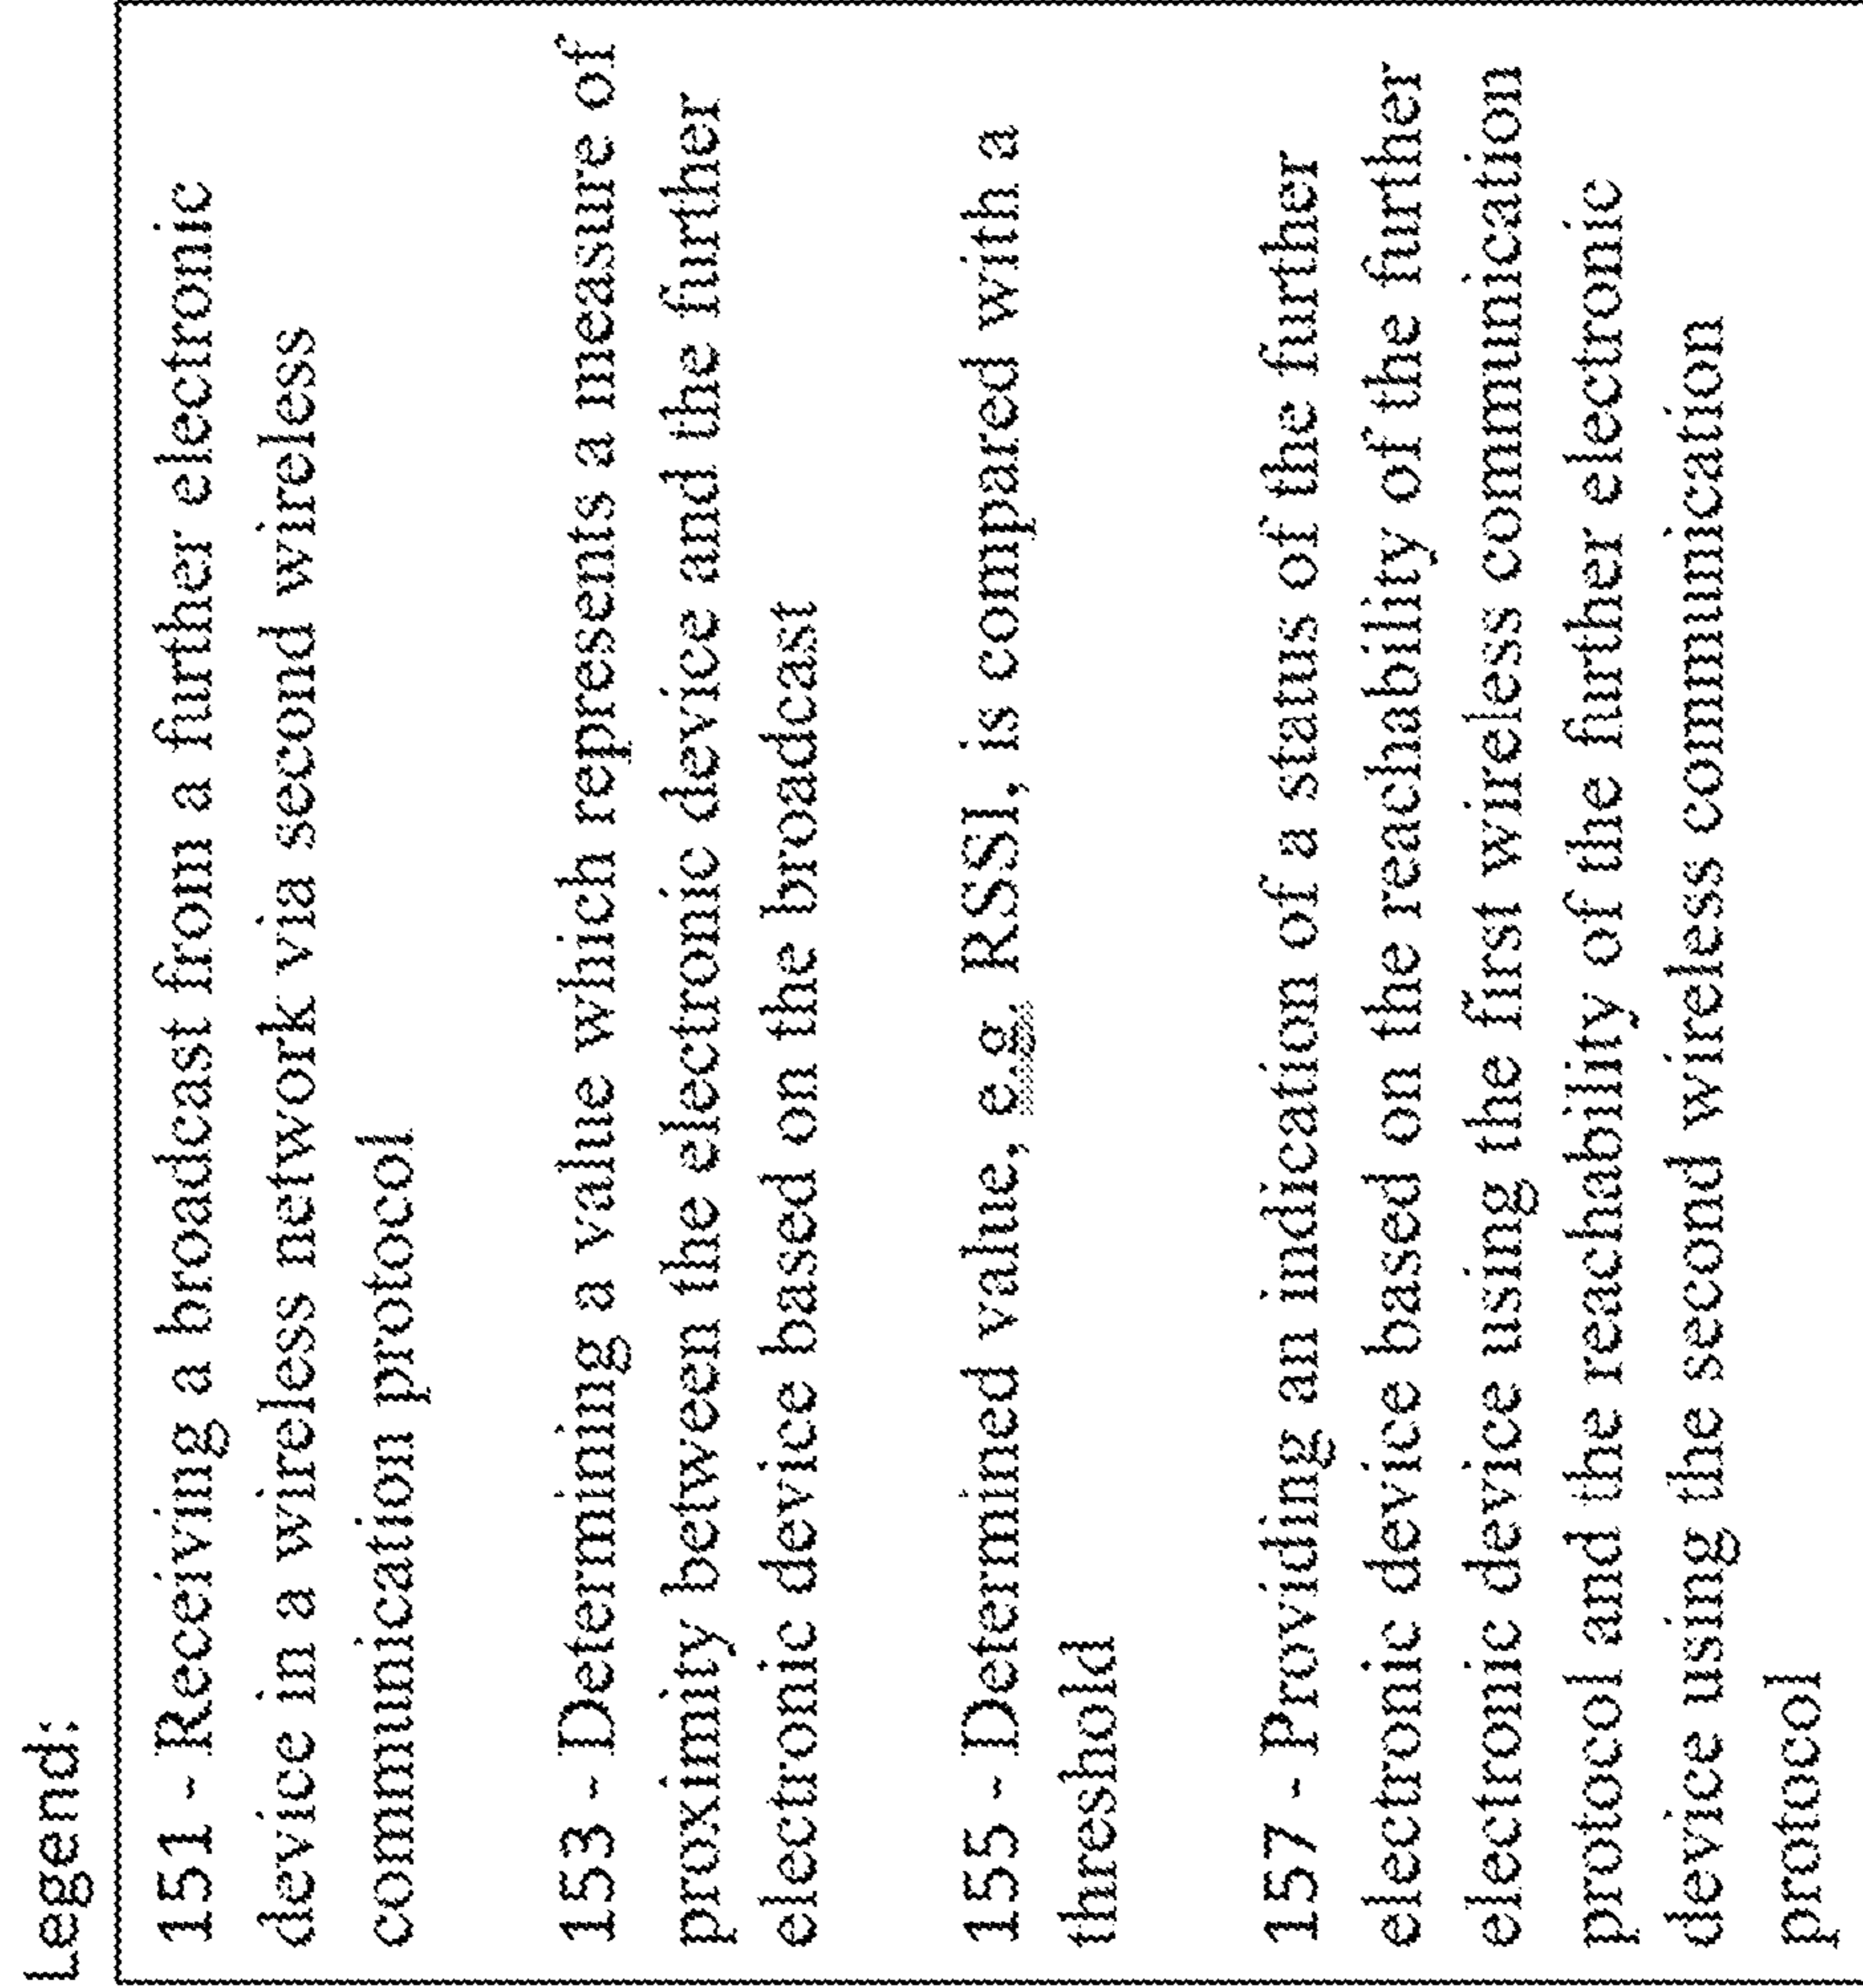 Legend:
151 - Receiving a broadcast from a further electronic
device in a wireless network via second wireless
communication protocol
153 - Determining a value which represents a measure of
proximity between the electronic device and the further
electronic device based on the broadcast
155 - Determined value, e.g. RSSI, is compared with a
threshold
157 - Providing an indication of a status of the further
electronic device based on the reachability of the further
electronic device using the first wireless communication
protocol and the reachability of the further electronic
device using the second wireless communication
protocol